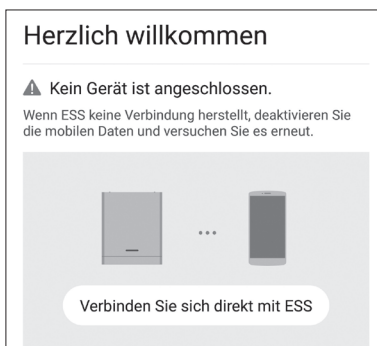 Herzlich willkommen
Kein Gerät ist angeschlossen.
Wenn ESS keine Verbindung herstellt, deaktivieren Sie
die mobilen Daten und versuchen Sie es erneut.
Verbinden Sie sich direkt mit ESS